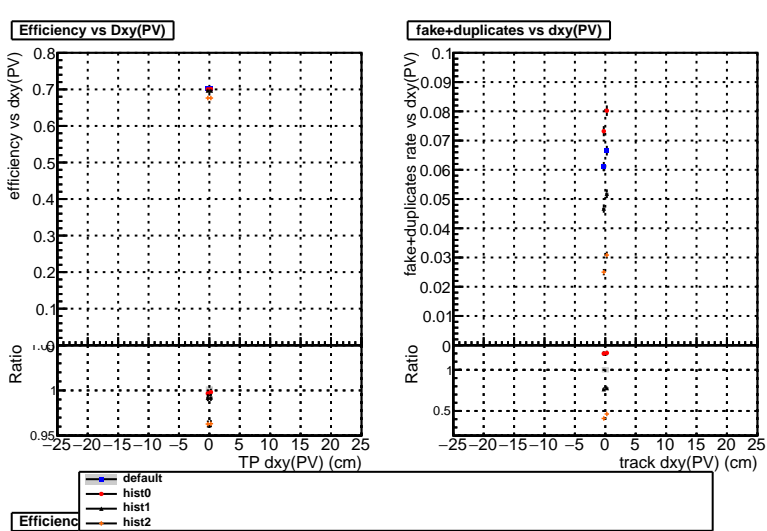 Efficiency vs Dxy(PV)
efficiency vs dxy(PV)
0.8
0.7
0.6
0.5
0.4
0.3
0.2
0.1
0
Ratio
1
0.95
−25 −20 −15 −10 −5 0 5 10 15 20 25
TP dxy(PV) (cm)
fake+duplicates vs dxy(PV)
fake+duplicates rate vs dxy(PV)
0.1
0.09
0.08
0.07
0.06
0.05
0.04
0.03
0.02
0.01
0
Ratio
1
0.5
−25 −20 −15 −10 −5 0 5 10 15 20 25
track dxy(PV) (cm)
default
hist0
hist1
hist2
Efficienc